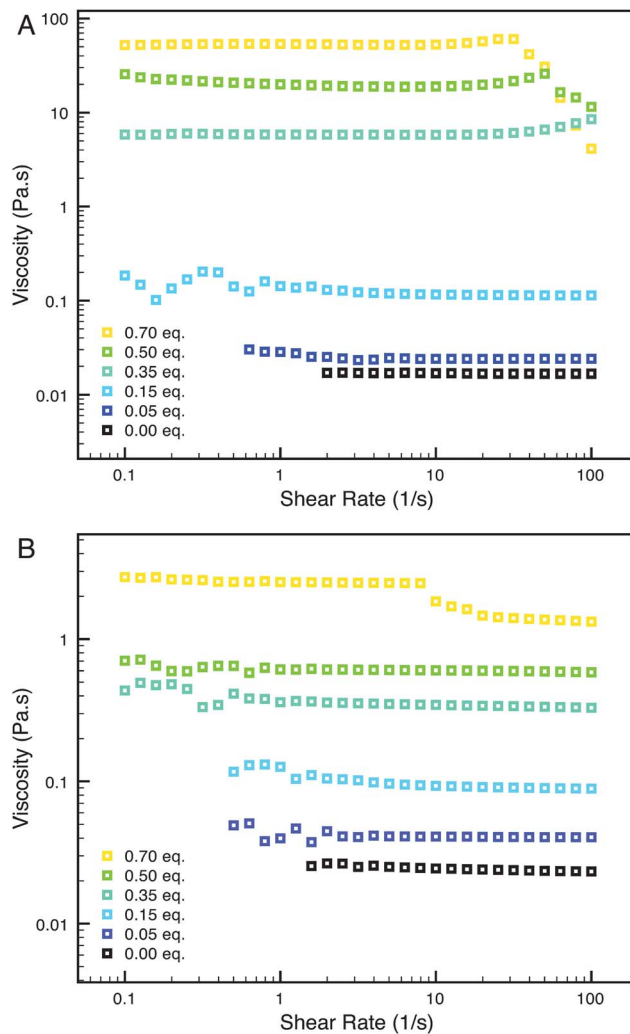 A
100
10
1
0.1
0.01
Viscosity (Pa.s)
0.70 eq.
0.50 eq.
0.35 eq.
0.15 eq.
0.05 eq.
0.00 eq.
0.1 1 10 100
Shear Rate (1/s)
B
1
0.1
0.01
Viscosity (Pa.s)
0.70 eq.
0.50 eq.
0.35 eq.
0.15 eq.
0.05 eq.
0.00 eq.
0.1 1 10 100
Shear Rate (1/s)